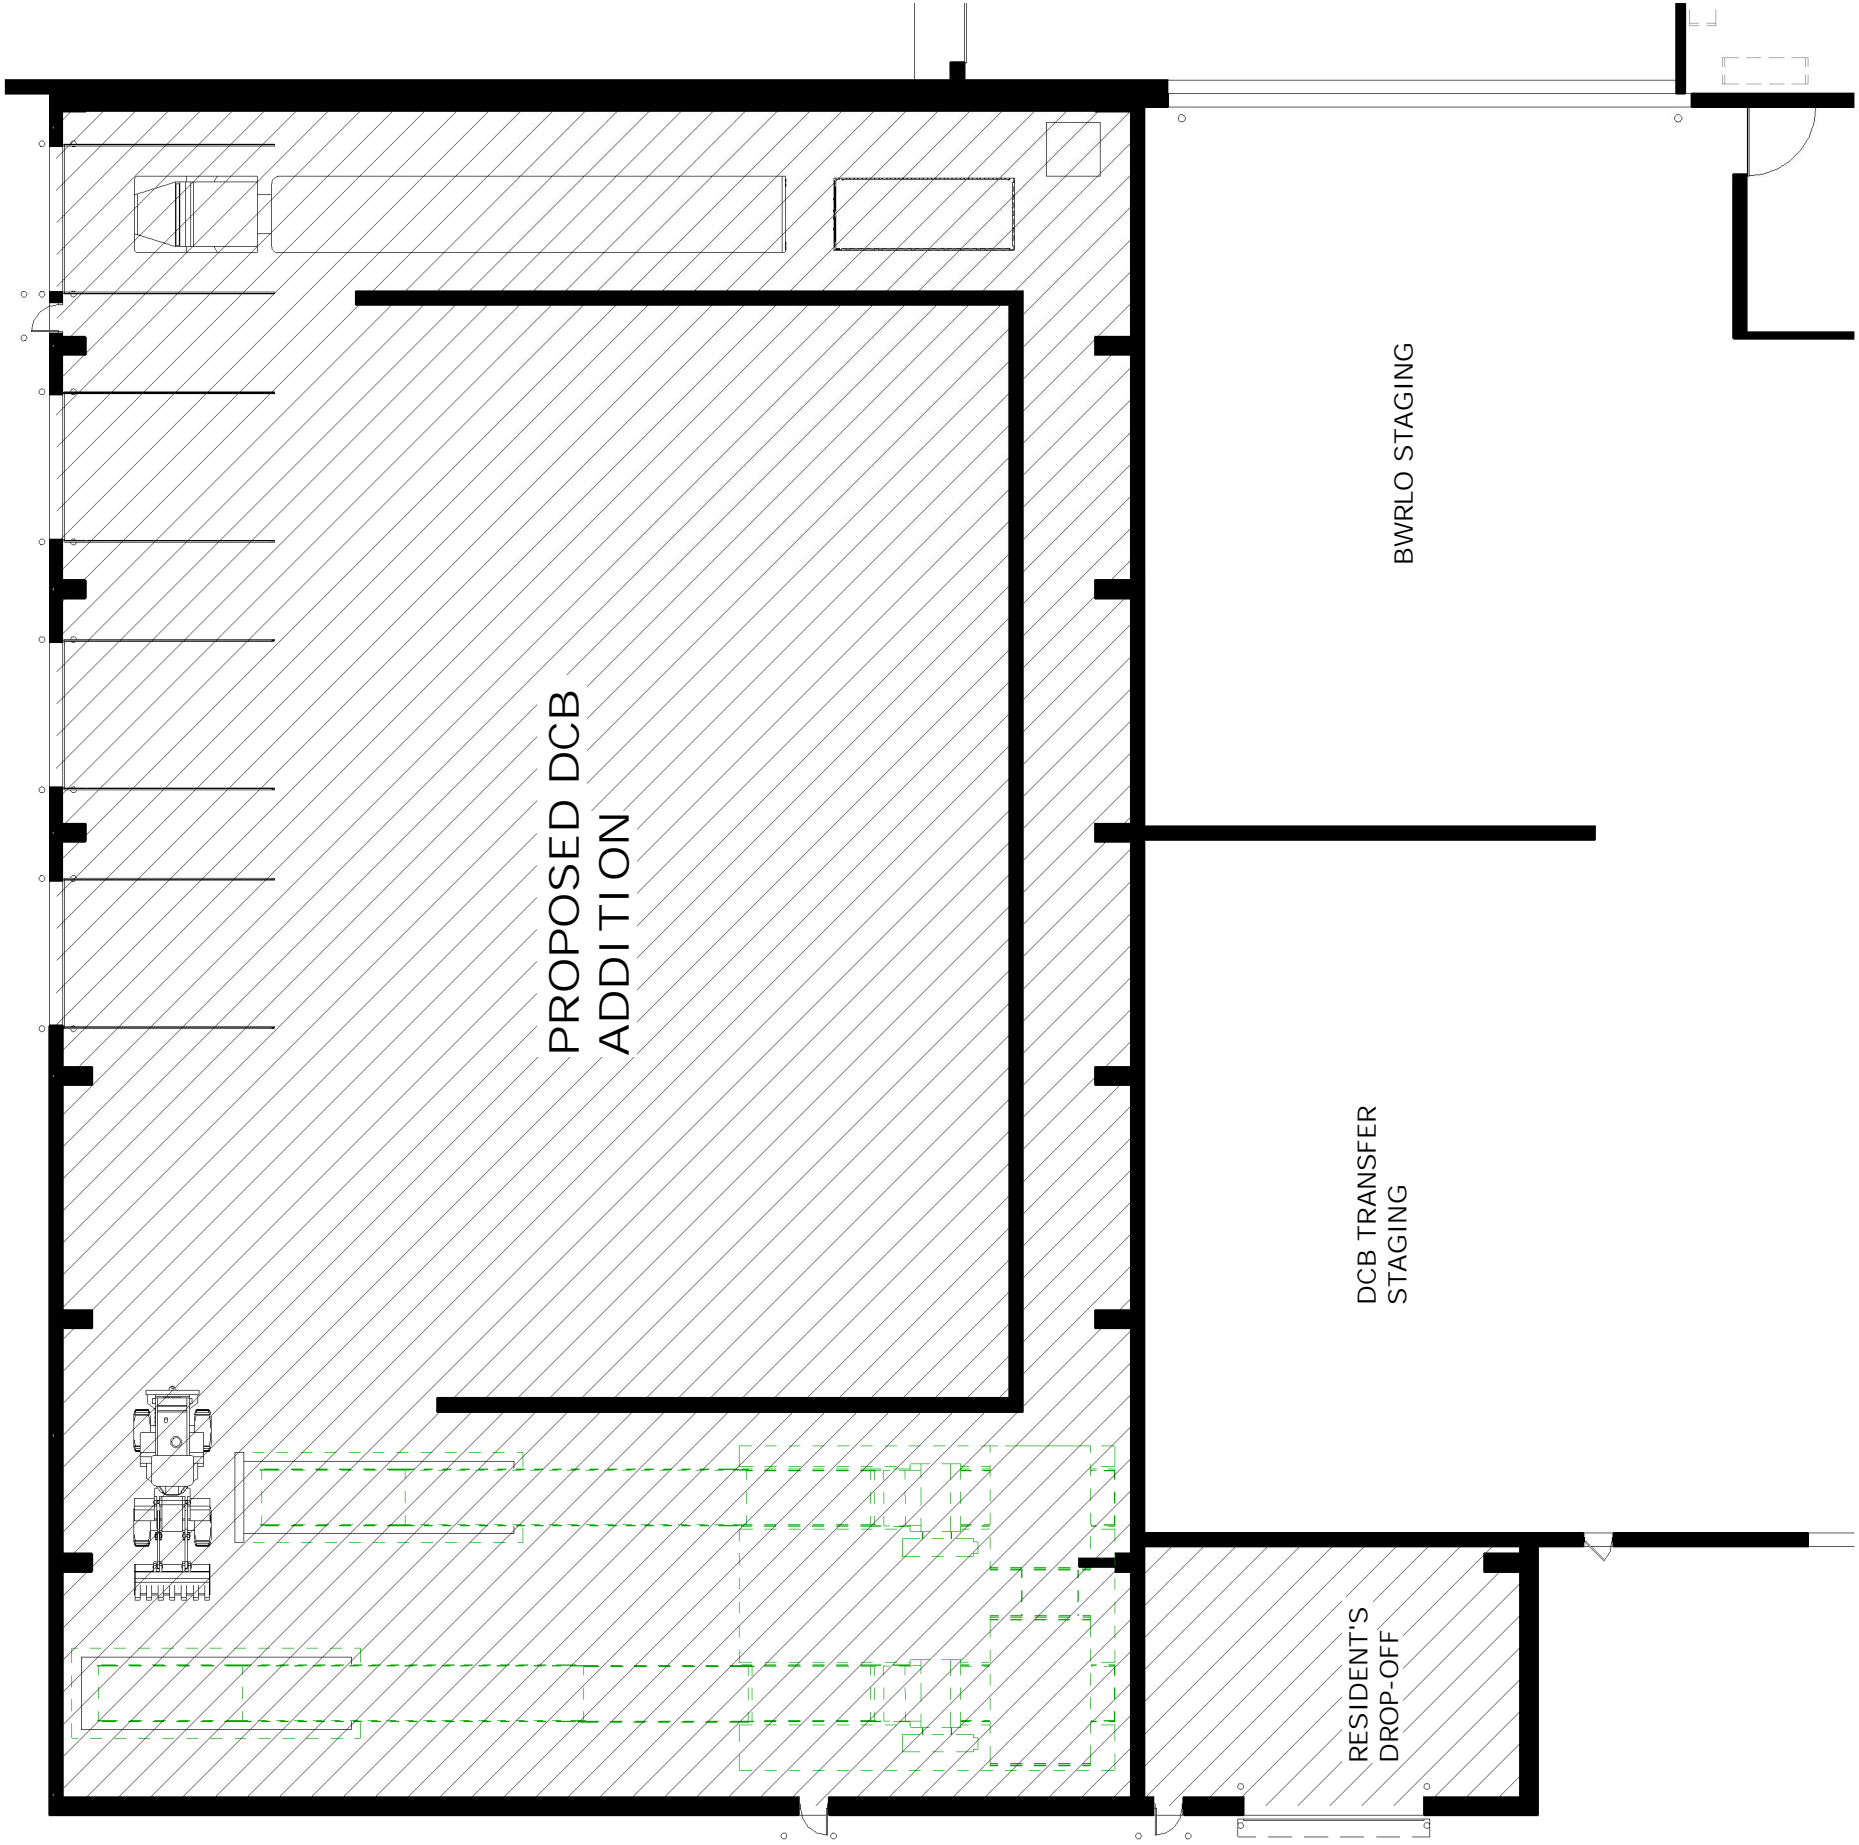 PROPOSED DCB
ADDITION
BWRLO STAGING
DCB TRANSFER
STAGING
RESIDENT'S
DROP-OFF